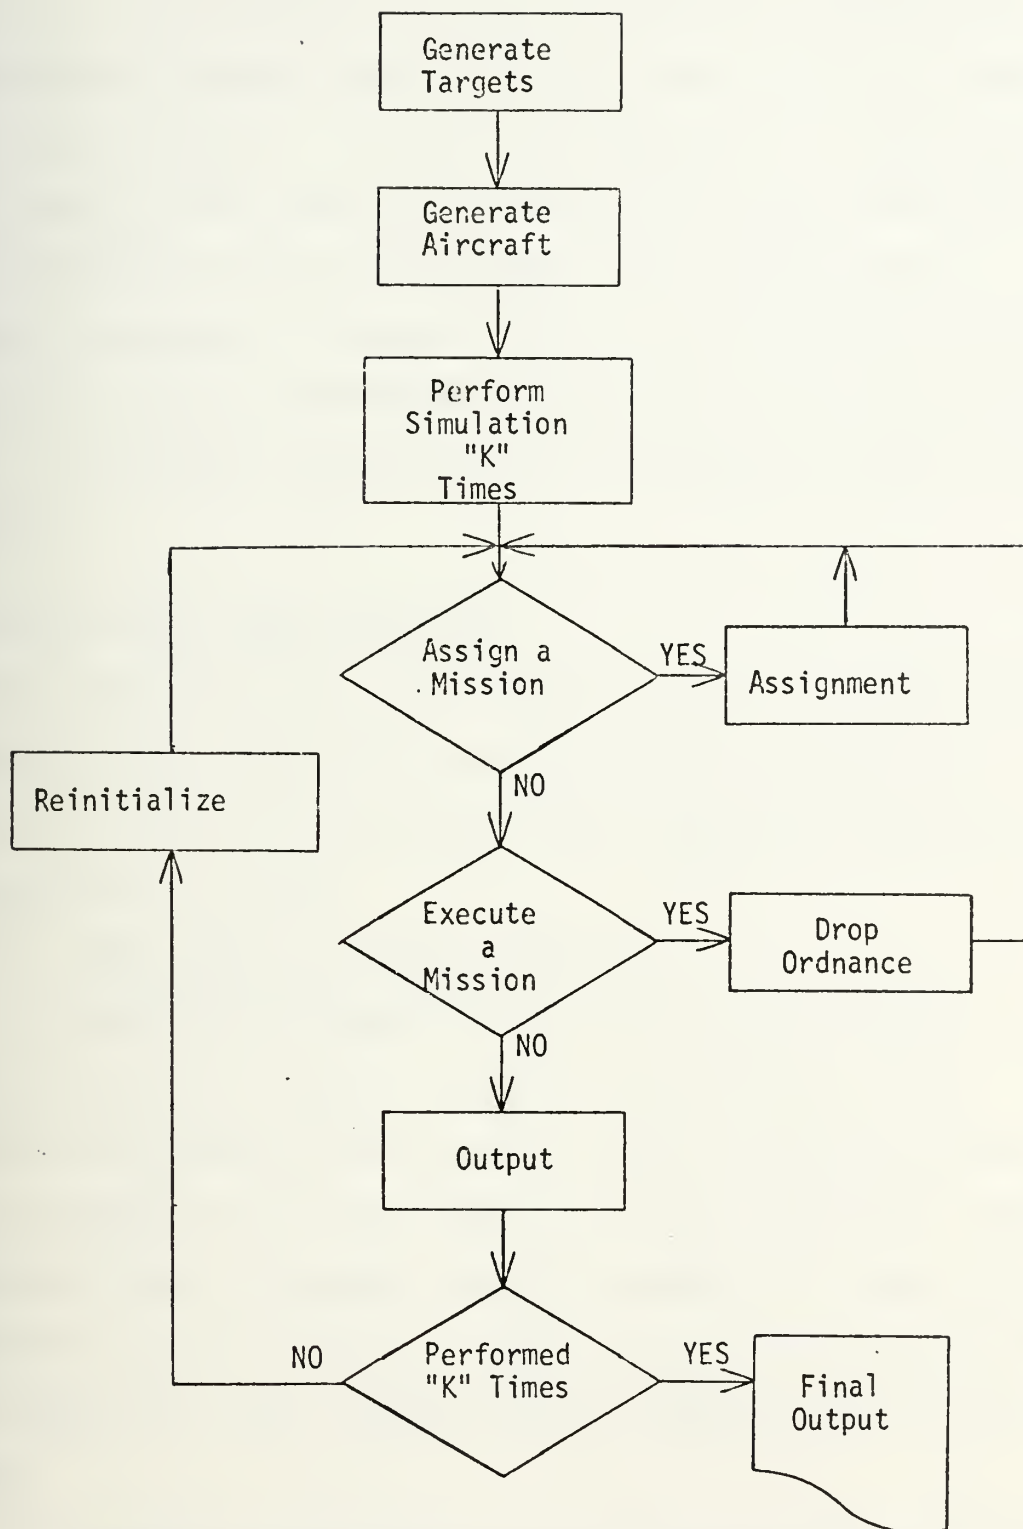 Generate
Targets
Generate
Aircraft
Perform
Simulation
"K"
Times
Assign a
Mission
YES
Assignment
NO
Reinitialize
Execute
a
Mission
YES
Drop
Ordnance
NO
Output
Performed
"K" Times
NO
YES
Final
Output